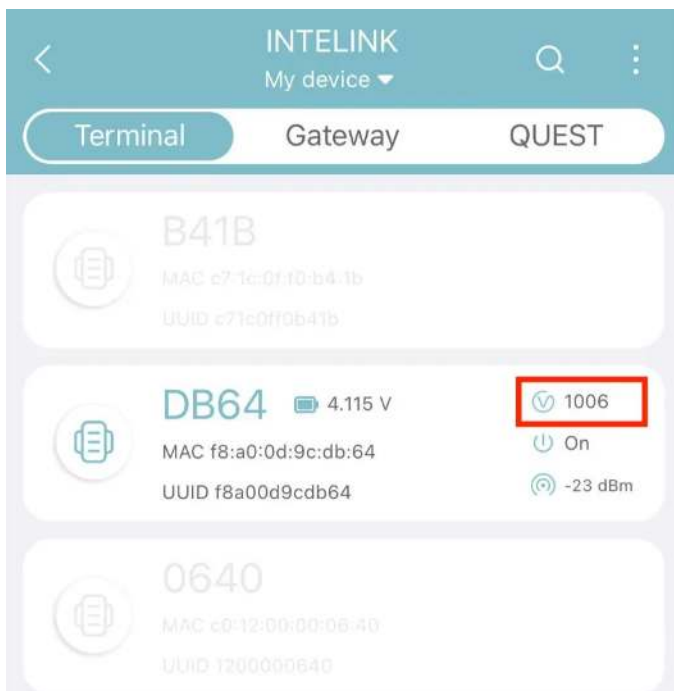 INTELINK
My device
Terminal Gateway QUEST
B41B
MAC c7:1c:0f:f0:b4:1b
UUID c71c0ff0b41b
DB64 4.115 V 1006
MAC f8:a0:0d:9c:db:64 On
UUID f8a00d9cdb64 -23 dBm
0640
MAC c0:12:00:00:06:40
UUID 1200000640